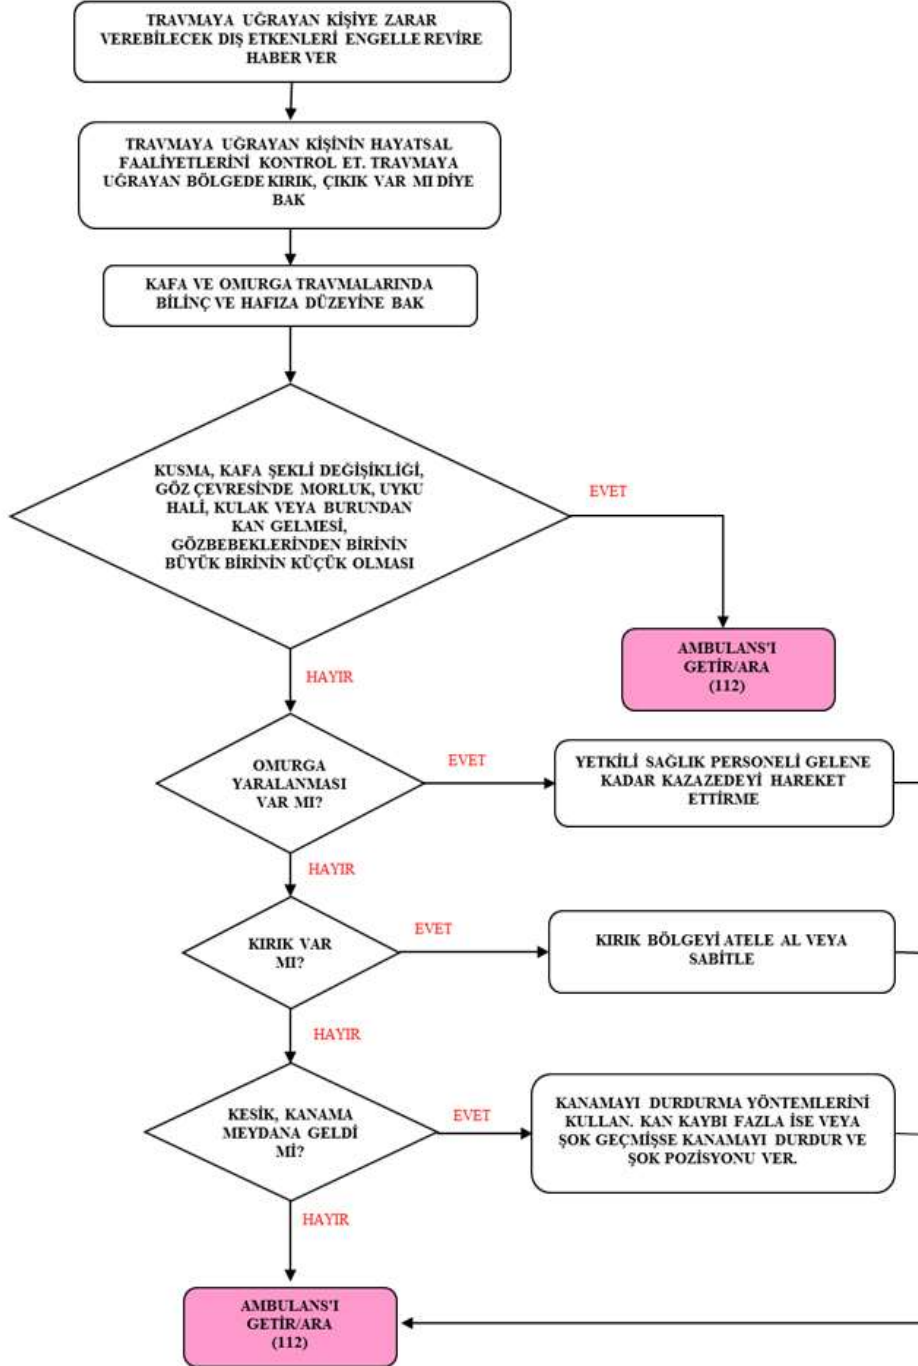 TRAVMAYA UĞRAYAN KİŞİYE ZARAR
VEREBİLECEK DIŞ ETKENLERİ ENGELLE REVİRE
HABER VER
TRAVMAYA UĞRAYAN KİŞİNİN HAYATSAL
FAALİYETLERİNİ KONTROL ET. TRAVMAYA
UĞRAYAN BÖLGEDE KIRIK, ÇIKIK VAR MI DİYE
BAK
KAFA VE OMURGA TRAVMALARINDA
BİLİNÇ VE HAFIZA DÜZEYİNE BAK
KUSMA, KAFA ŞEKLİ DEĞİŞİKLİĞİ,
GÖZ ÇEVRESİNDE MORLUK, UYKU
HALİ, KULAK VEYA BURUNDAN
KAN GELMESİ,
GÖZBEBEKLERİNDEN BİRİNİN
BÜYÜK BİRİNİN KÜÇÜK OLMASI
EVET
AMBULANS'I
GETİR/ARA
(112)
HAYIR
OMURGA
YARALANMASI
VAR MI?
EVET
YETKİLİ SAĞLIK PERSONELİ GELENE
KADAR KAZAZEDEYİ HAREKET
ETTİRME
HAYIR
KIRIK VAR
MI?
EVET
KIRIK BÖLGEYİ ATELE AL VEYA
SABİTLE
HAYIR
KESİK, KANAMA
MEYDANA GELDİ
Mİ?
EVET
KANAMAYI DURDURMA YÖNTEMLERİNİ
KULLAN. KAN KAYBI FAZLA İSE VEYA
ŞOK GEÇMİŞSE KANAMAYI DURDUR VE
ŞOK POZİSYONU VER.
HAYIR
AMBULANS'I
GETİR/ARA
(112)